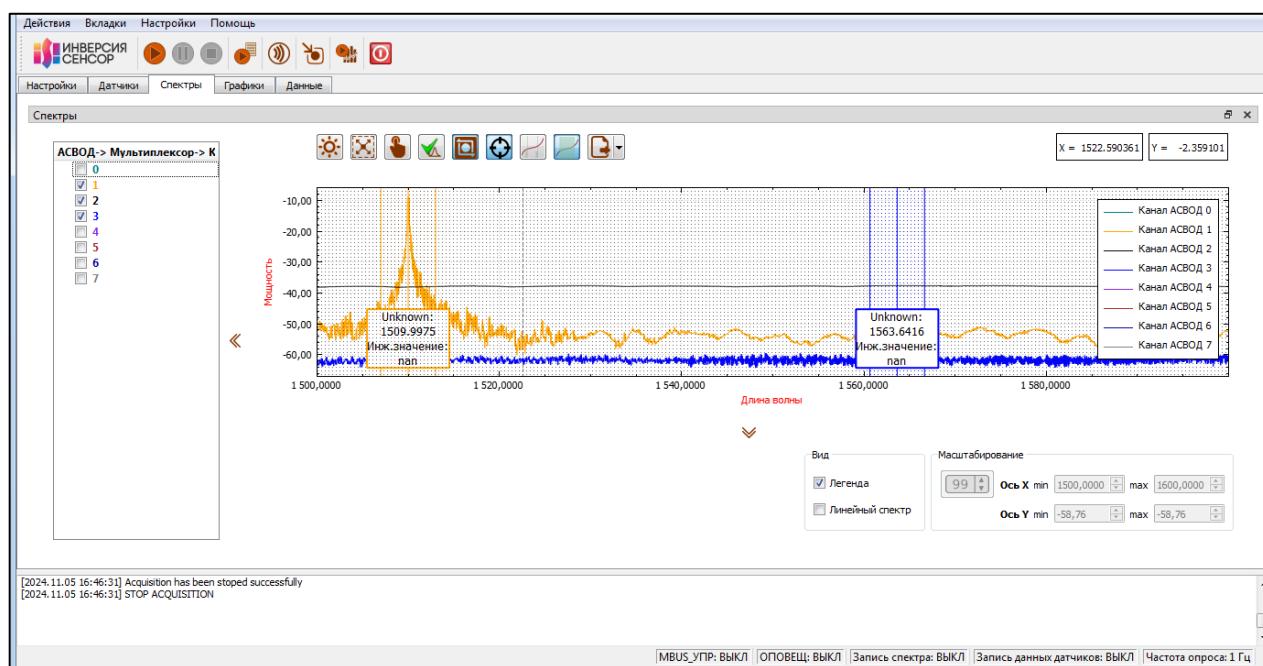 Действия Вкладки Настройки Помощь
ИНВЕРСИЯ
СЕНСОР
Настройки Датчики Спектры Графики Данные
Спектры
АСВОД-> Мультиплексор-> К
0
1
2
3
4
5
6
7
X = 1522.590361 Y = -2.359101
Мощность
-10,00
-20,00
-30,00
-40,00
-50,00
-60,00
Unknown:
1509.9975
Инж.значение:
nan
Unknown:
1563.6416
Инж.значение:
nan
Канал АСВОД 0
Канал АСВОД 1
Канал АСВОД 2
Канал АСВОД 3
Канал АСВОД 4
Канал АСВОД 5
Канал АСВОД 6
Канал АСВОД 7
1 500,0000 1 520,0000 1 540,0000 1 560,0000 1 580,0000
Длина волны
Вид
Легенда
Линейный спектр
Масштабирование
99 Ось X min 1500,0000 max 1600,0000
Ось Y min -58,76 max -58,76
[2024.11.05 16:46:31] Acquisition has been stoped successfully
[2024.11.05 16:46:31] STOP ACQUISITION
MBUS_УПР: ВЫКЛ ОПОВЕЩ: ВЫКЛ Запись спектра: ВЫКЛ Запись данных датчиков: ВЫКЛ Частота опроса: 1 Гц